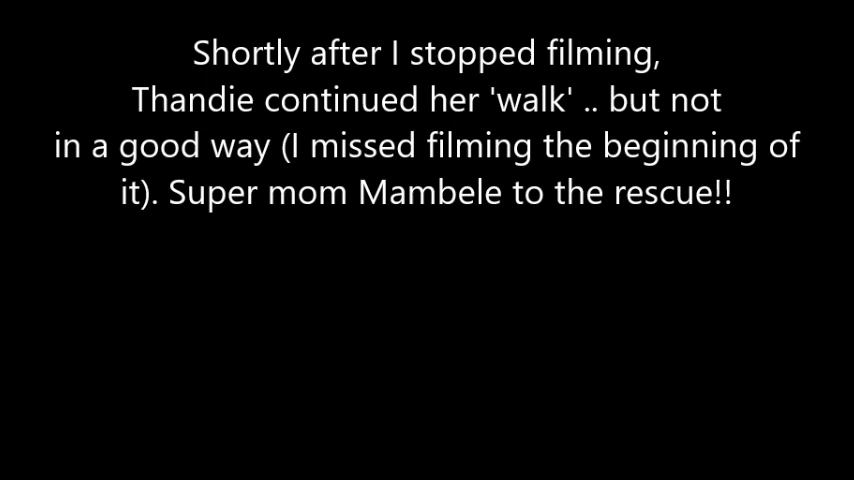 Shortly after I stopped filming,
Thandie continued her 'walk' .. but not
in a good way (I missed filming the beginning of
it). Super mom Mambele to the rescue!!